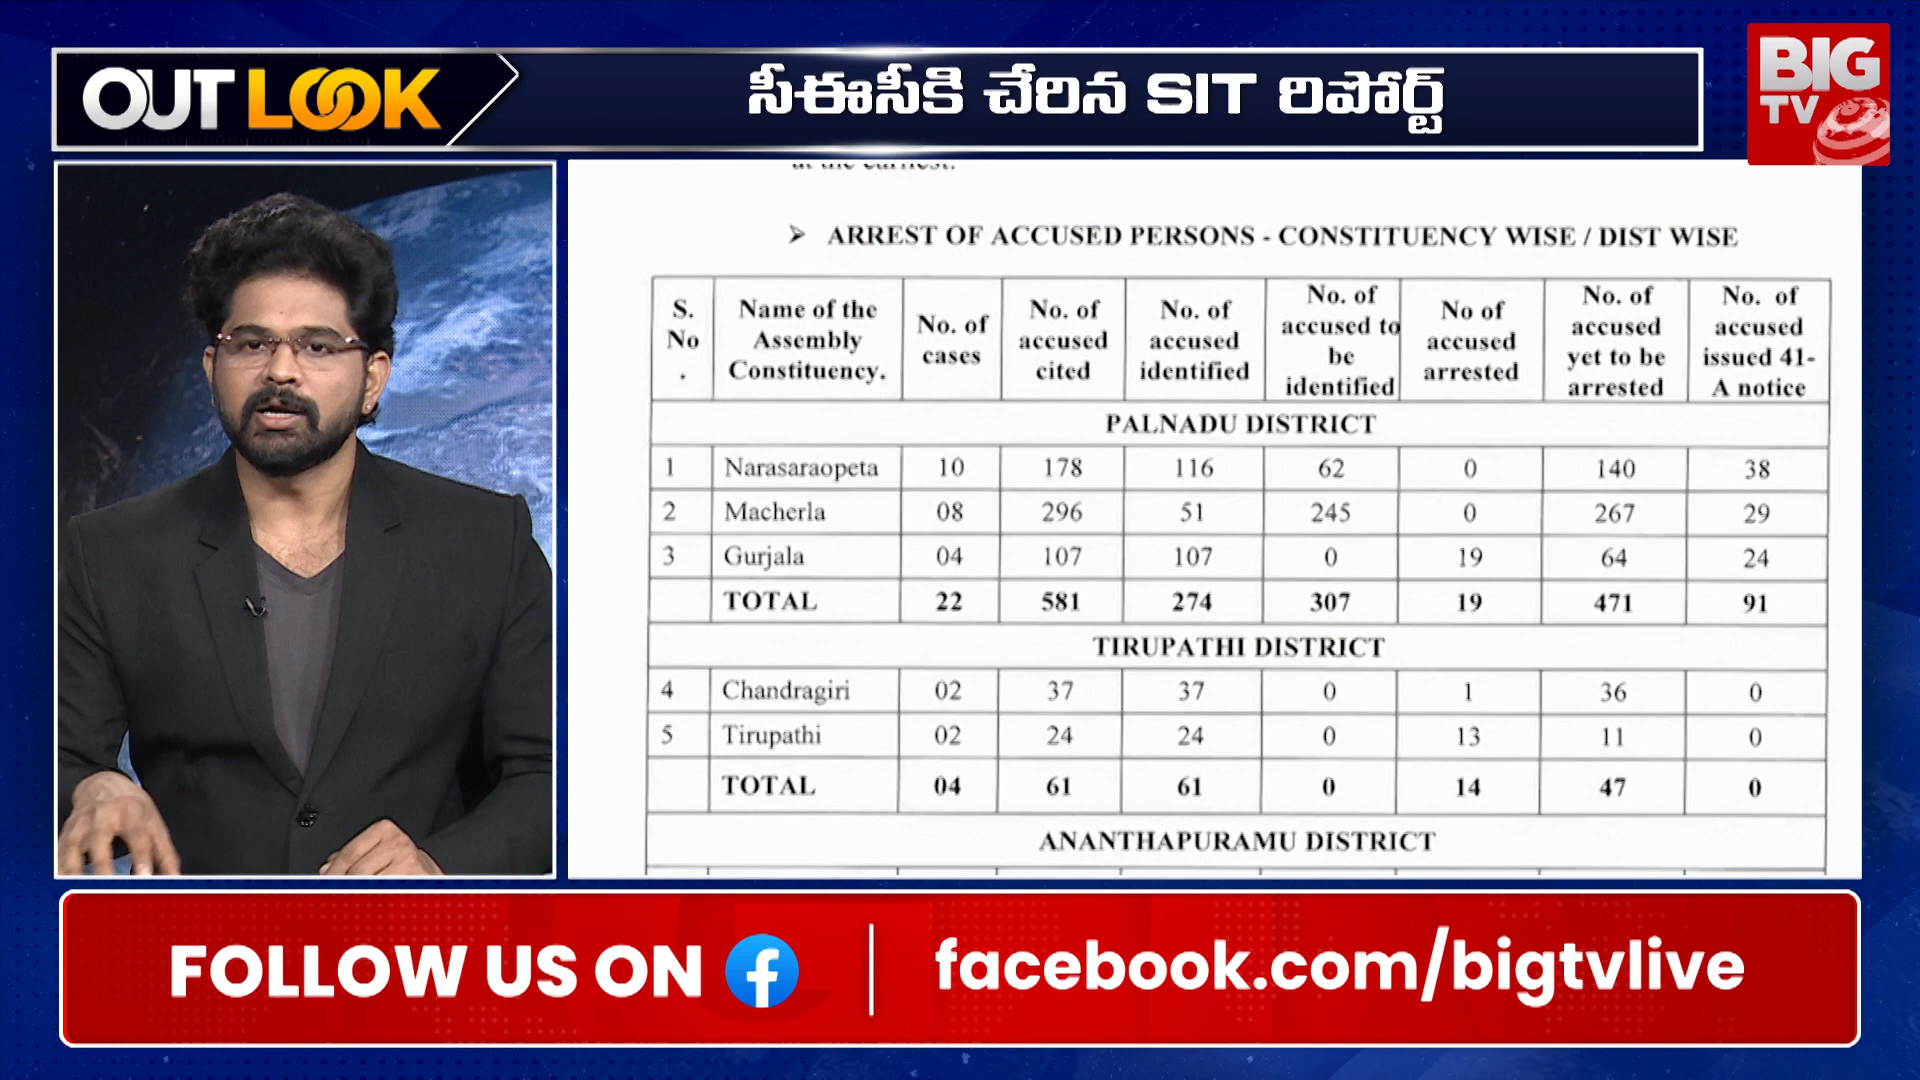 OUT LOOK
సీఈసీకి చేరిన SIT రిపోర్ట్
BIG
TV
at the earliest.
➢ ARREST OF ACCUSED PERSONS - CONSTITUENCY WISE / DIST WISE
S. No . Name of the Assembly Constituency. No. of cases No. of accused cited No. of accused identified No. of accused to be identified No of accused arrested No. of accused yet to be arrested No. of accused issued 41-A notice
PALNADU DISTRICT
1 Narasaraopeta 10 178 116 62 0 140 38
2 Macherla 08 296 51 245 0 267 29
3 Gurjala 04 107 107 0 19 64 24
TOTAL 22 581 274 307 19 471 91
TIRUPATHI DISTRICT
4 Chandragiri 02 37 37 0 1 36 0
5 Tirupathi 02 24 24 0 13 11 0
TOTAL 04 61 61 0 14 47 0
ANANTHAPURAMU DISTRICT
FOLLOW US ON f | facebook.com/bigtvlive